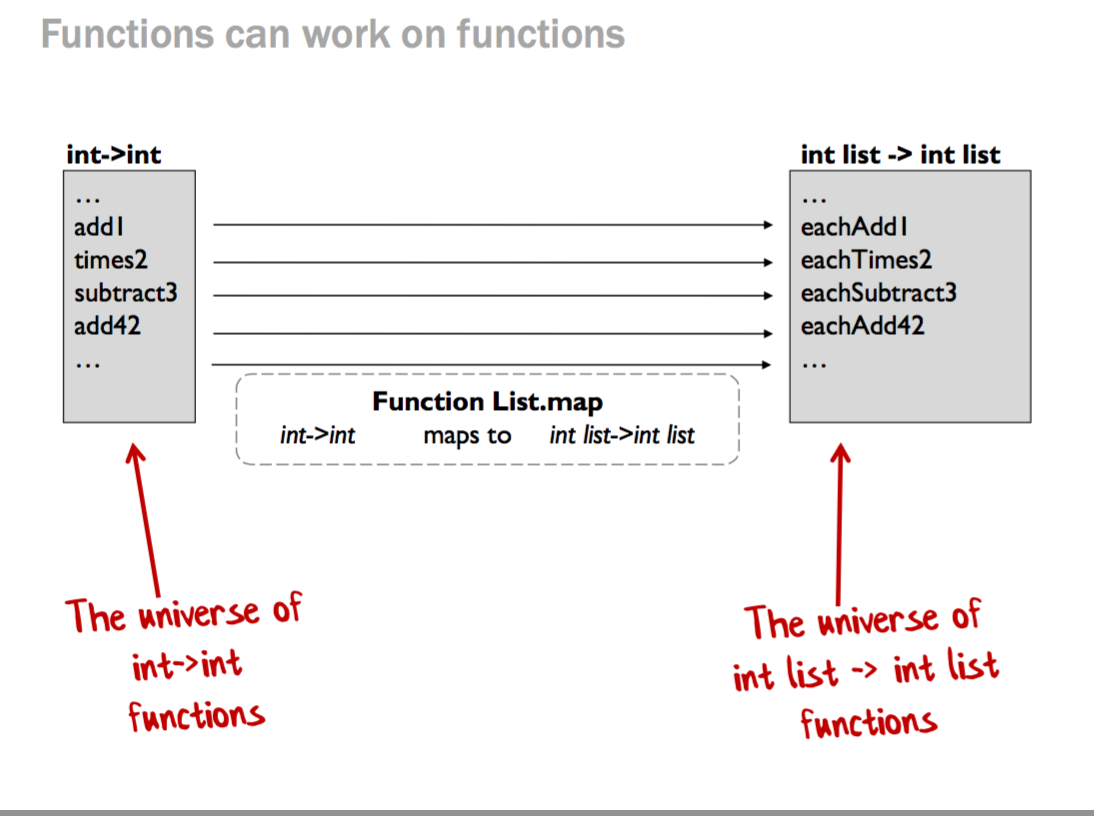 Functions can work on functions
int->int
int list -> int list
...
add1
times2
subtract3
add42
...
...
eachAdd1
eachTimes2
eachSubtract3
eachAdd42
...
Function List.map
int->int maps to int list->int list
The universe of
int->int
functions
The universe of
int list -> int list
functions